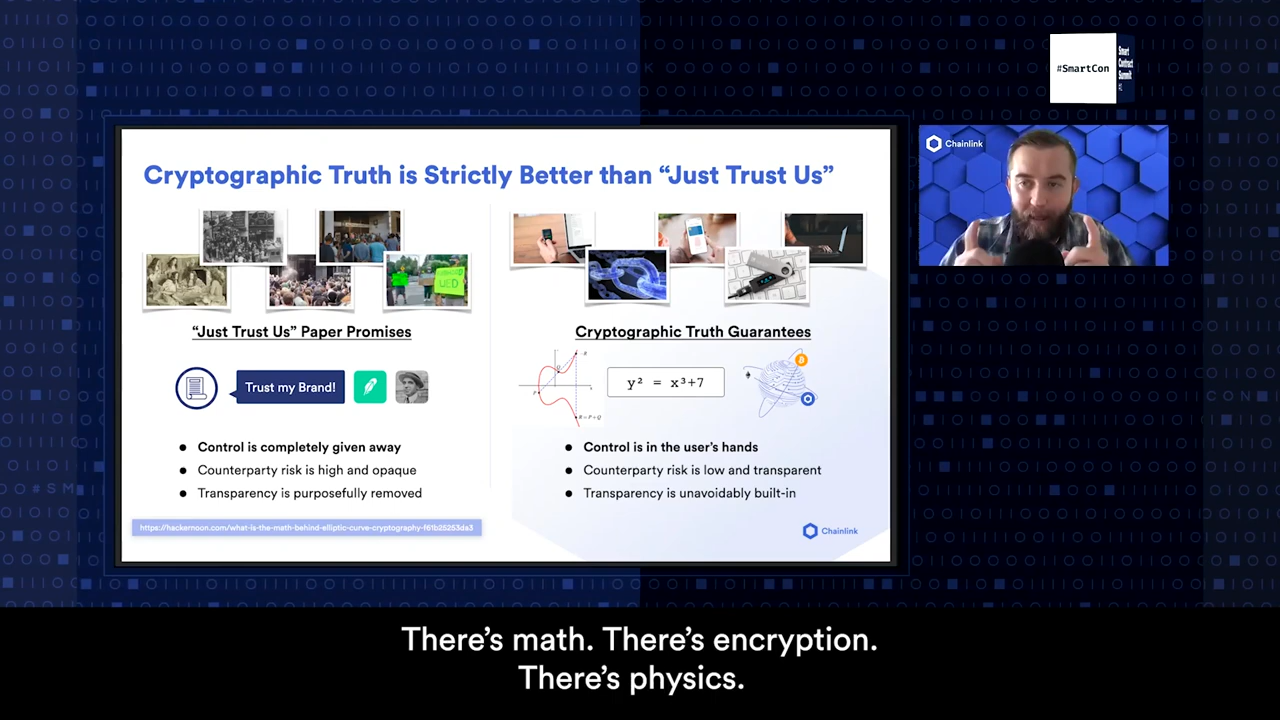 #SmartCon
Smart
Contract
Summit
#1
Chainlink
Cryptographic Truth is Strictly Better than “Just Trust Us”
“Just Trust Us” Paper Promises
Trust my Brand!
Control is completely given away
Counterparty risk is high and opaque
Transparency is purposefully removed
https://hackernoon.com/what-is-the-math-behind-elliptic-curve-cryptography-f61b25253da3
Cryptographic Truth Guarantees
y² = x³+7
Control is in the user’s hands
Counterparty risk is low and transparent
Transparency is unavoidably built-in
Chainlink
There’s math. There’s encryption.
There’s physics.